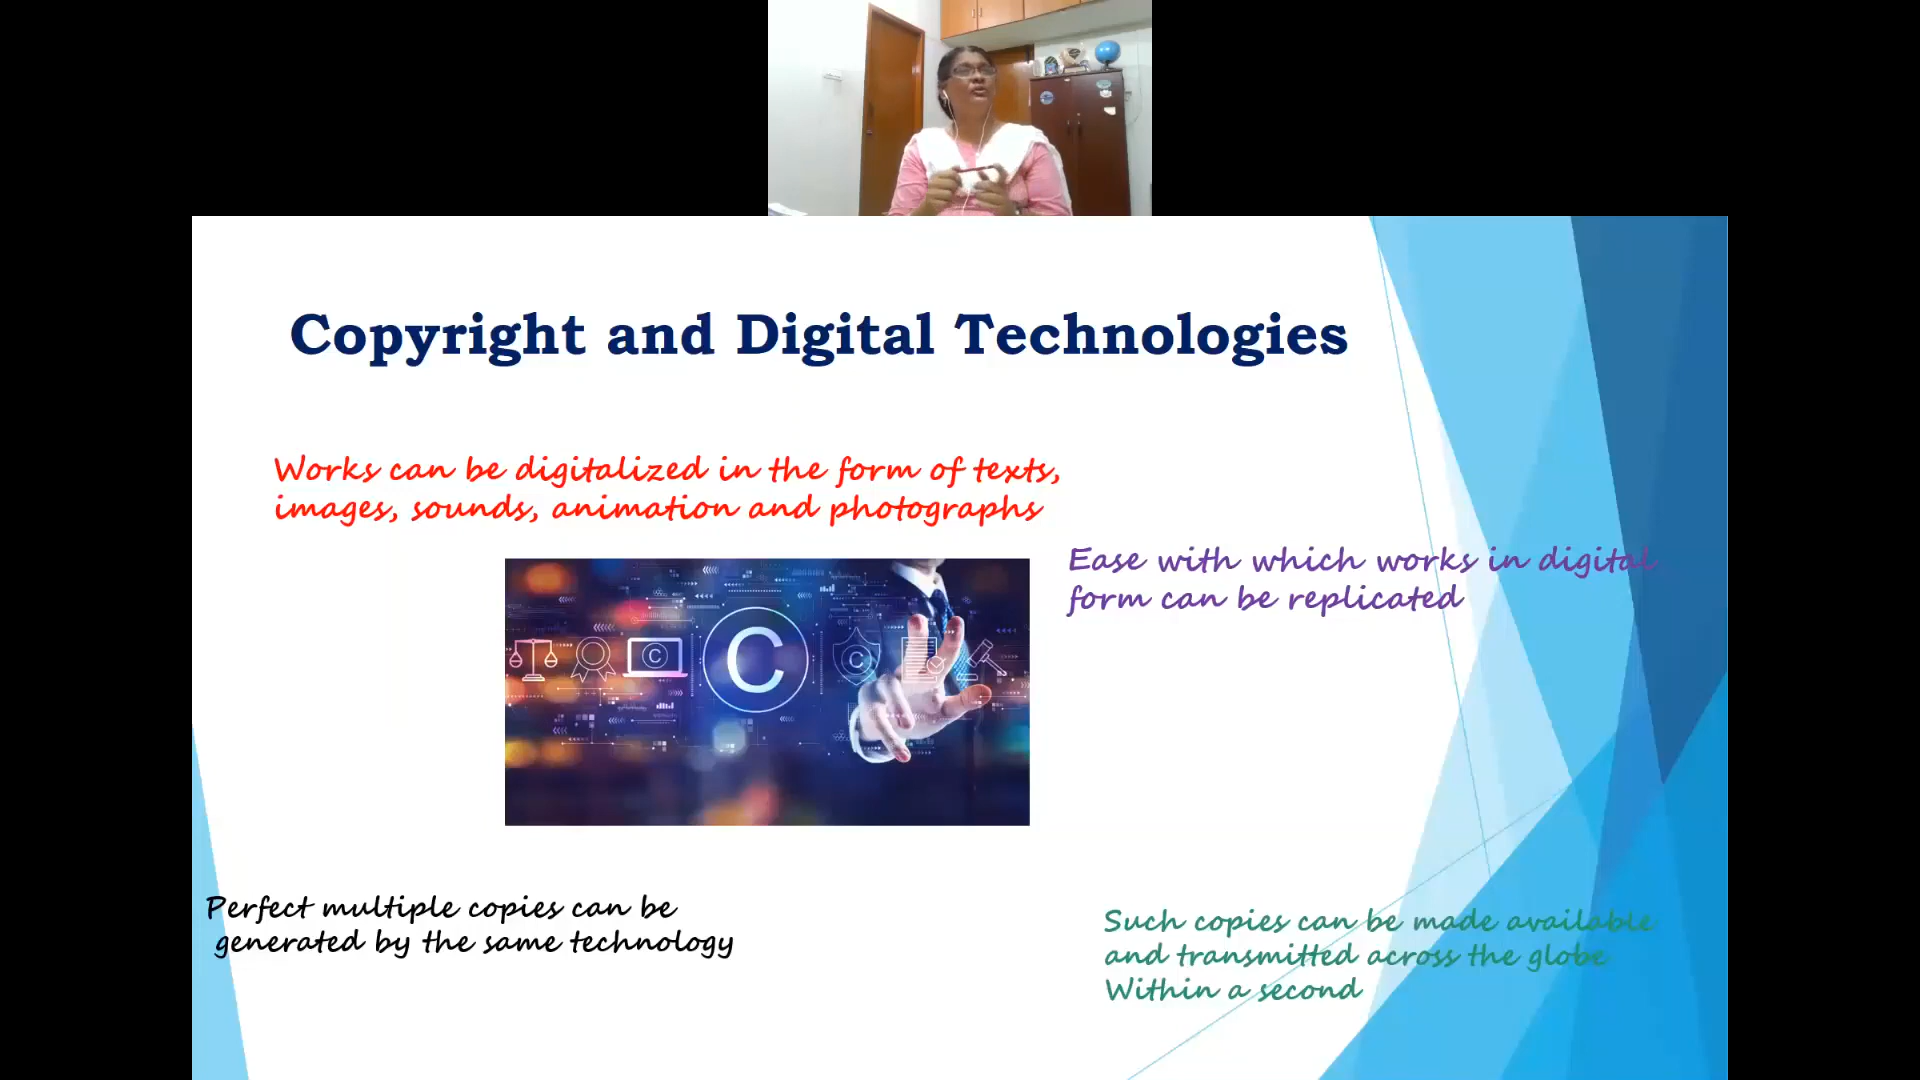 Copyright and Digital Technologies
Works can be digitalized in the form of texts,
images, sounds, animation and photographs
Ease with which works in digital
form can be replicated
C
C
C
Perfect multiple copies can be
generated by the same technology
Such copies can be made available
and transmitted across the globe
Within a second